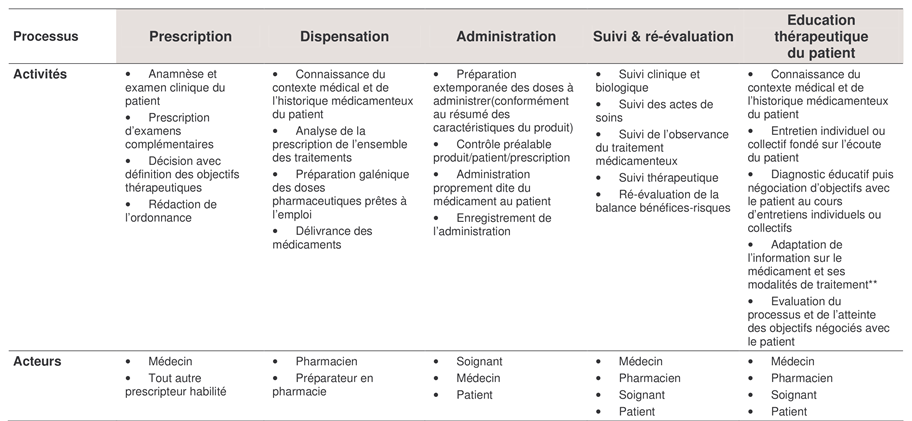 Processus
Prescription
Dispensation
Administration
Suivi & ré-évaluation
Education
thérapeutique
du patient
Activités
• Anamnèse et
examen clinique du
patient
• Prescription
d'examens
complémentaires
• Décision avec
définition des objectifs
thérapeutiques
• Rédaction de
l'ordonnance
• Connaissance du
contexte médical et de
l'historique médicamenteux
du patient
• Analyse de la
prescription de l'ensemble
des traitements
• Préparation galénique
des doses
pharmaceutiques prêtes à
l'emploi
• Délivrance des
médicaments
• Préparation
extemporanée des doses à
administrer(conformément
au résumé des
caractéristiques du produit)
• Contrôle préalable
produit/patient/prescription
• Administration
proprement dite du
médicament au patient
• Enregistrement de
l'administration
• Suivi clinique et
biologique
• Suivi des actes de
soins
• Suivi de l'observance
du traitement
médicamenteux
• Suivi thérapeutique
• Ré-évaluation de la
balance bénéfices-risques
• Connaissance du
contexte médical et de
l'historique médicamenteux
du patient
• Entretien individuel ou
collectif fondé sur l'écoute
du patient
• Diagnostic éducatif puis
négociation d'objectifs avec
le patient au cours
d'entretiens individuels ou
collectifs
• Adaptation de
l'information sur le
médicament et ses
modalités de traitement**
• Evaluation du
processus et de l'atteinte
des objectifs négociés avec
le patient
Acteurs
• Médecin
• Tout autre
prescripteur habilité
• Pharmacien
• Préparateur en
pharmacie
• Soignant
• Médecin
• Patient
• Médecin
• Pharmacien
• Soignant
• Patient
• Médecin
• Pharmacien
• Soignant
• Patient